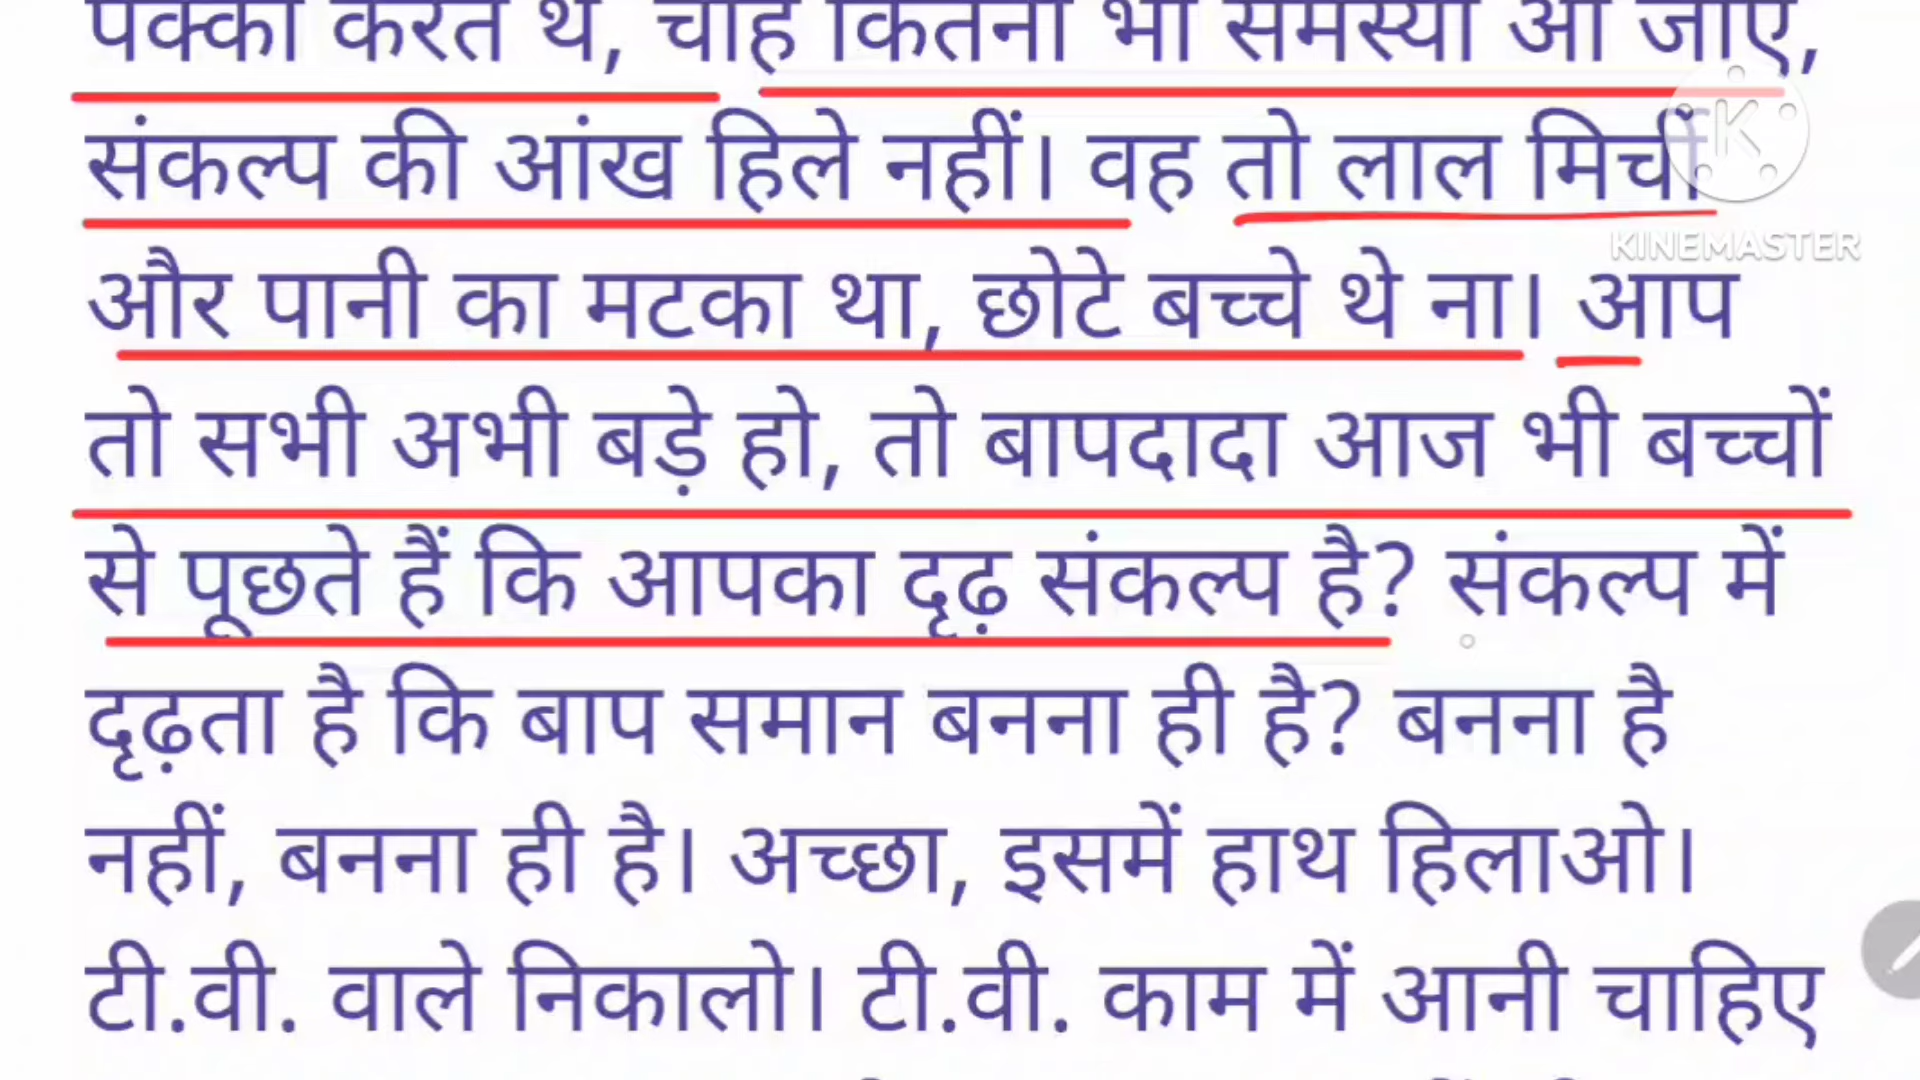 पक्का करते थे, चाहे कितनी भी समस्या आ जाए,
संकल्प की आंख हिले नहीं। वह तो लाल मिर्ची
KINEMASTER
और पानी का मटका था, छोटे बच्चे थे ना। आप
तो सभी अभी बड़े हो, तो बापदादा आज भी बच्चों
से पूछते हैं कि आपका दृढ़ संकल्प है? संकल्प में
दृढ़ता है कि बाप समान बनना ही है? बनना है
नहीं, बनना ही है। अच्छा, इसमें हाथ हिलाओ।
टी.वी. वाले निकालो। टी.वी. काम में आनी चाहिए